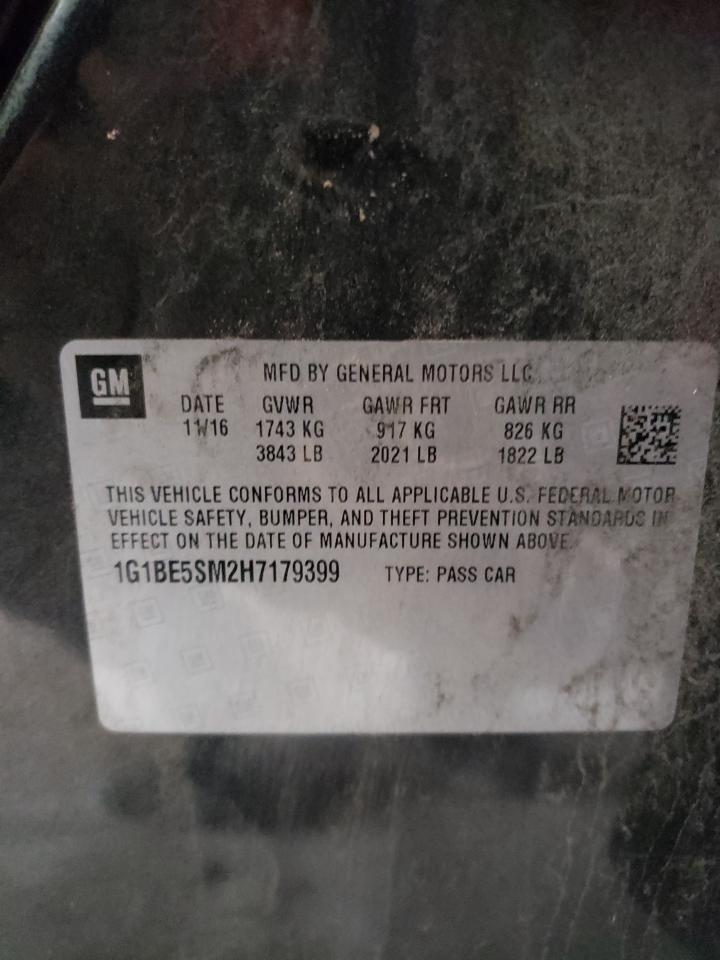 GM
MFD BY GENERAL MOTORS LLC
DATE GVWR GAWR FRT GAWR RR
11/16 1743 KG 917 KG 826 KG
3843 LB 2021 LB 1822 LB
THIS VEHICLE CONFORMS TO ALL APPLICABLE U.S. FEDERAL MOTOR
VEHICLE SAFETY, BUMPER, AND THEFT PREVENTION STANDARDS IN
EFFECT ON THE DATE OF MANUFACTURE SHOWN ABOVE.
1G1BE5SM2H7179399 TYPE: PASS CAR